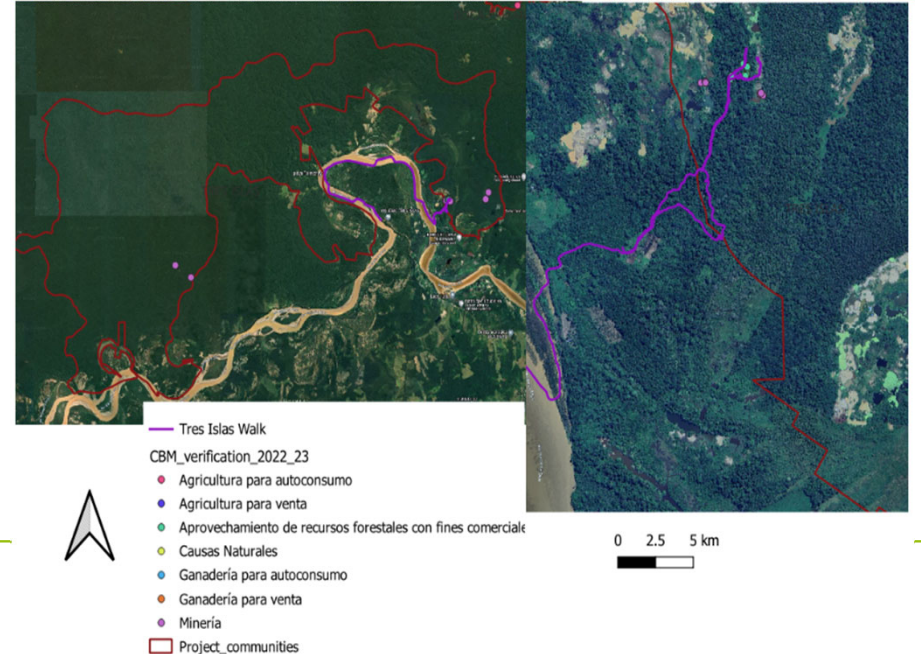 Tres Islas Walk
CBM_verification_2022_23
Agricultura para autoconsumo
Agricultura para venta
Aprovechamiento de recursos forestales con fines comerciale
Causas Naturales
Ganadería para autoconsumo
Ganadería para venta
Minería
Project_communities
0 2.5 5 km